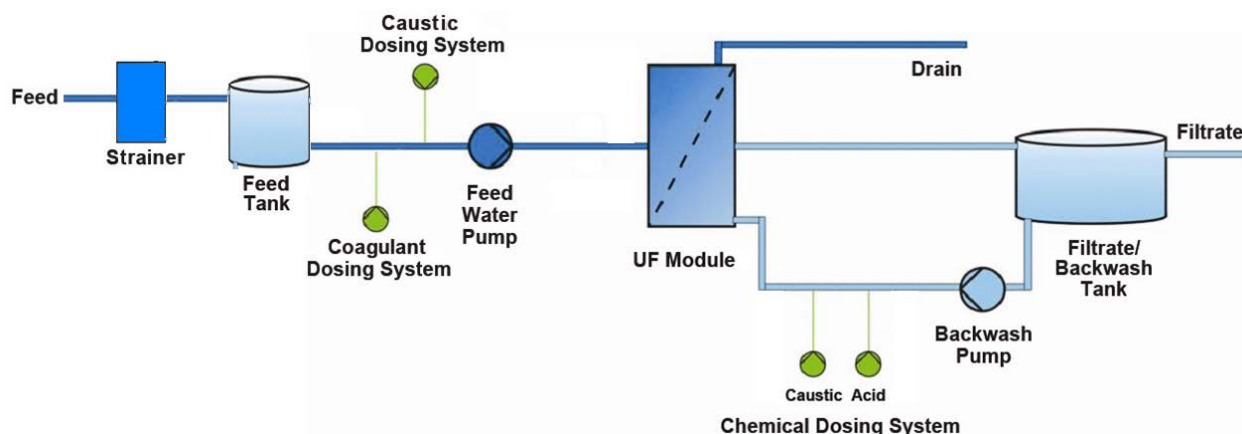 Caustic
Dosing System
Drain
Feed
Strainer
Feed
Tank
Feed
Water
Pump
Coagulant
Dosing System
UF Module
Filtrate
Filtrate/
Backwash
Tank
Backwash
Pump
Caustic Acid
Chemical Dosing System